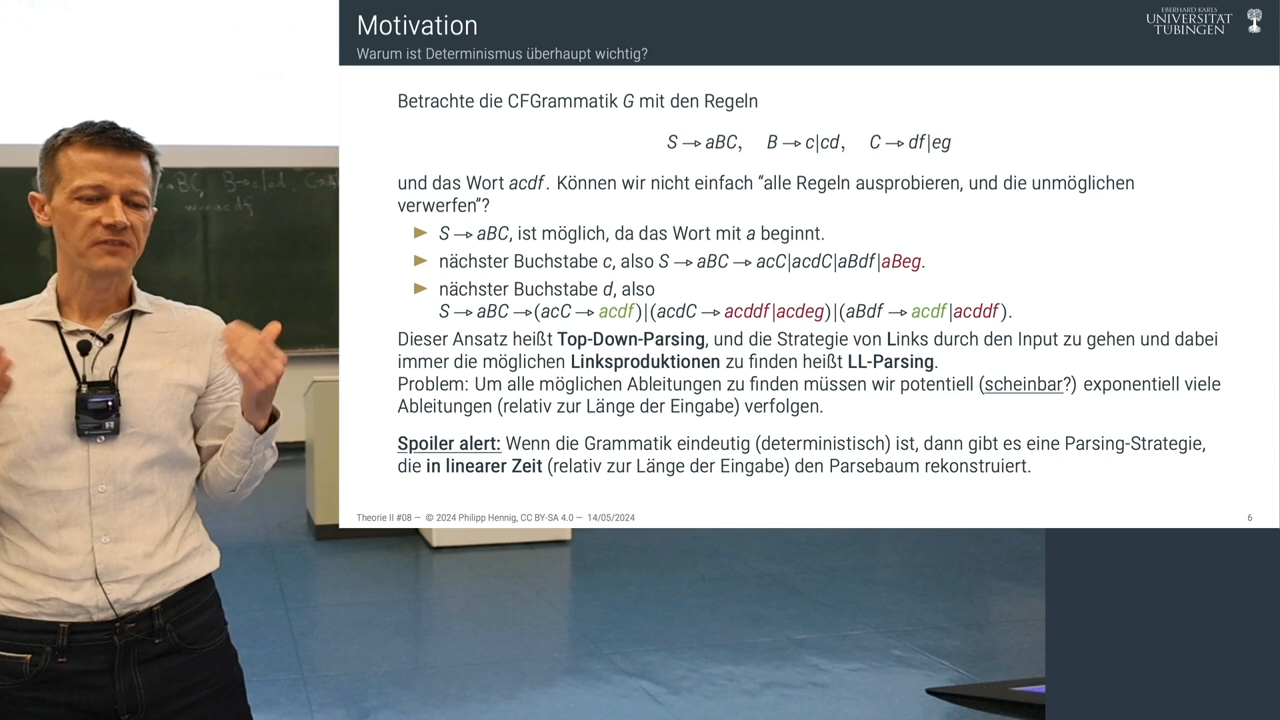 Motivation
Warum ist Determinismus überhaupt wichtig?
EBERHARD KARLS
UNIVERSITÄT
TÜBINGEN
Betrachte die CFGrammatik G mit den Regeln
S → aBC, B → c|cd, C → df|eg
und das Wort acdf. Können wir nicht einfach “alle Regeln ausprobieren, und die unmöglichen
verwerfen”?
► S → aBC, ist möglich, da das Wort mit a beginnt.
► nächster Buchstabe c, also S → aBC → acC|acdC|aBdf|aBeg.
► nächster Buchstabe d, also
S → aBC → (acC → acdf)|(acdC → acddf|acdeg)|(aBdf → acdf|acddf).
Dieser Ansatz heißt Top-Down-Parsing, und die Strategie von Links durch den Input zu gehen und dabei
immer die möglichen Linksproduktionen zu finden heißt LL-Parsing.
Problem: Um alle möglichen Ableitungen zu finden müssen wir potentiell (scheinbar?) exponentiell viele
Ableitungen (relativ zur Länge der Eingabe) verfolgen.
Spoiler alert: Wenn die Grammatik eindeutig (deterministisch) ist, dann gibt es eine Parsing-Strategie,
die in linearer Zeit (relativ zur Länge der Eingabe) den Parsebaum rekonstruiert.
Theorie II #08 — © 2024 Philipp Hennig, CC BY-SA 4.0 — 14/05/2024
6